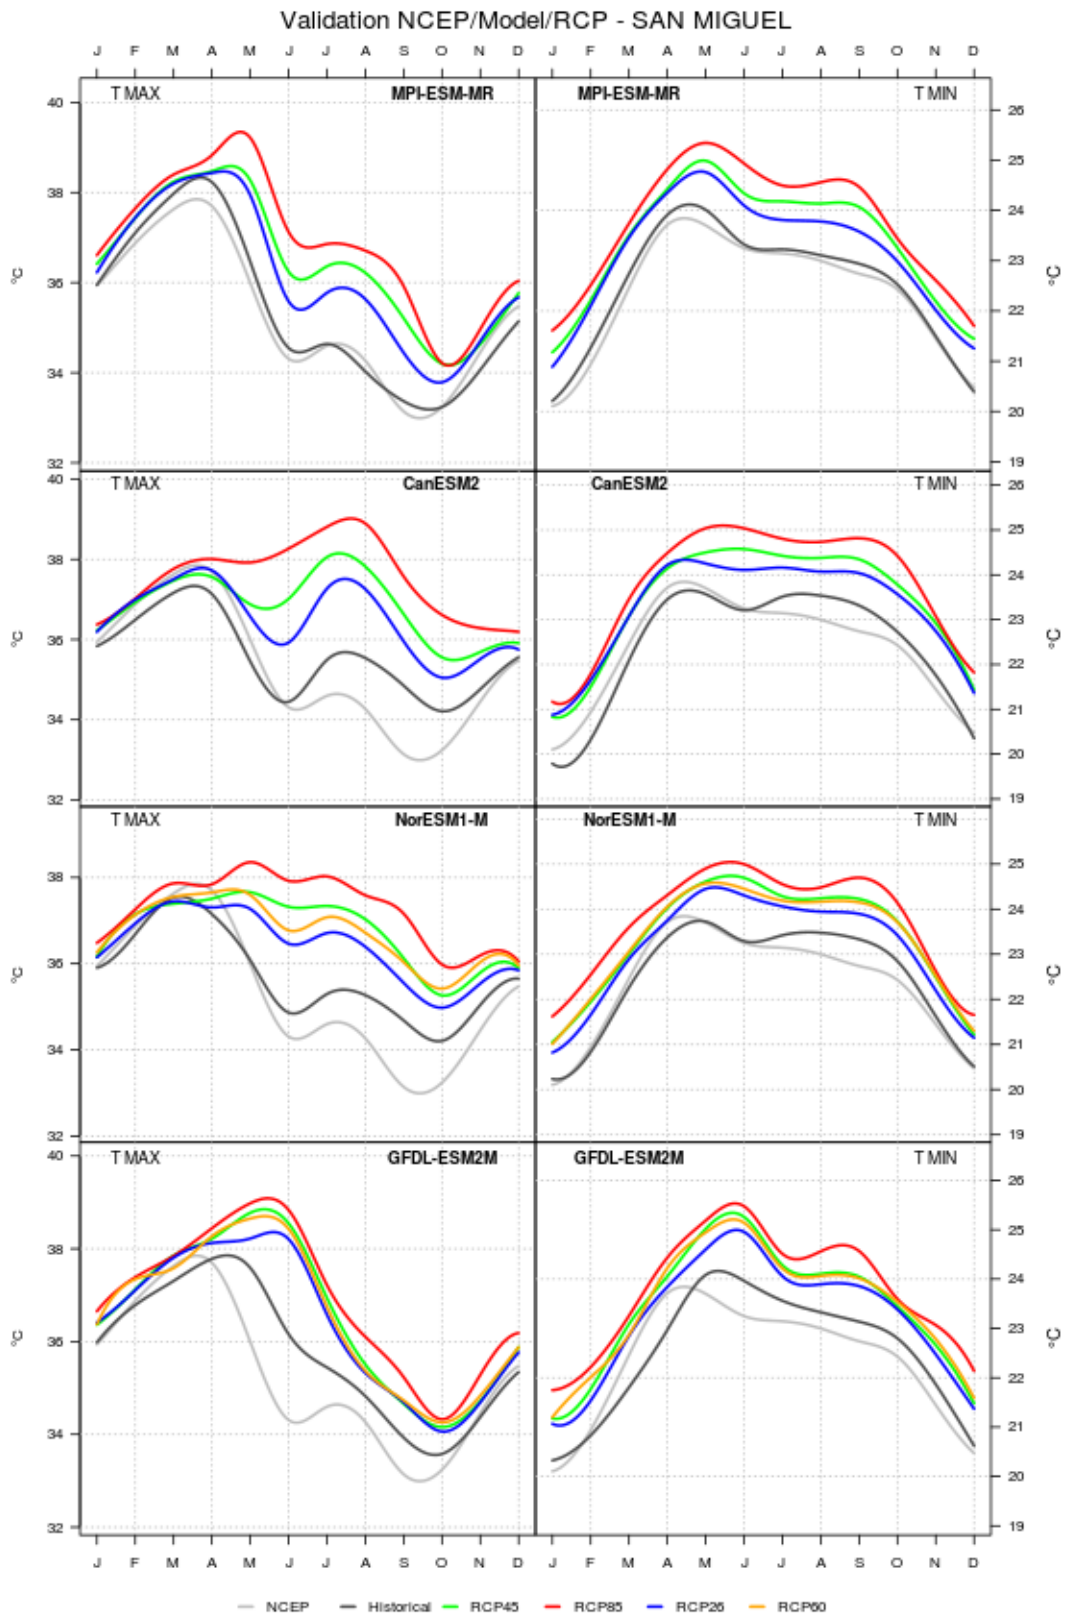 Validation NCEP/Model/RCP - SAN MIGUEL
J F M A M J J A S O N D J F M A M J J A S O N D
T MAX MPI-ESM-MR MPI-ESM-MR T MIN
40 38 36 34 32
°C
26 25 24 23 22 21 20 19
°C
T MAX CanESM2 CanESM2 T MIN
40 38 36 34 32
°C
26 25 24 23 22 21 20 19
°C
T MAX NorESM1-M NorESM1-M T MIN
38 36 34 32
°C
25 24 23 22 21 20 19
°C
T MAX GFDL-ESM2M GFDL-ESM2M T MIN
40 38 36 34 32
°C
26 25 24 23 22 21 20 19
°C
J F M A M J J A S O N D J F M A M J J A S O N D
NCEP Historical RCP45 RCP85 RCP26 RCP60